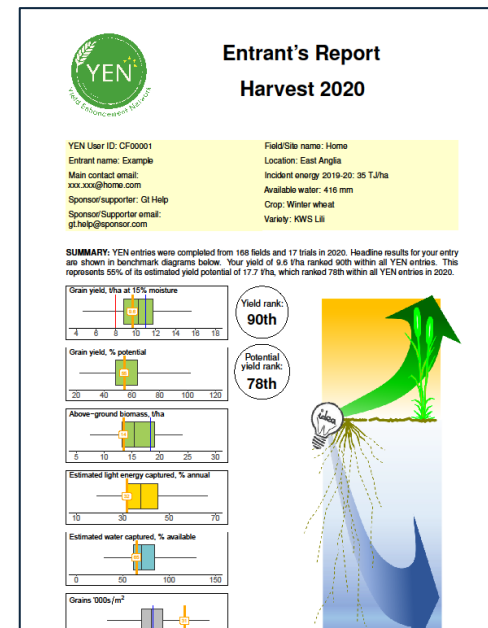 YEN
Yield Enhancement Network
Entrant's Report
Harvest 2020
YEN User ID: CF00001
Entrant name: Example
Main contact email:
xxx.xxx@home.com
Sponsor/supporter: Gt Help
Sponsor/Supporter email:
gt.help@sponsor.com
Field/Site name: Home
Location: East Anglia
Incident energy 2019-20: 35 TJ/ha
Available water: 416 mm
Crop: Winter wheat
Variety: KWS Lili
SUMMARY: YEN entries were completed from 168 fields and 17 trials in 2020. Headline results for your entry
are shown in benchmark diagrams below. Your yield of 9.6 t/ha ranked 90th within all YEN entries. This
represents 55% of its estimated yield potential of 17.7 t/ha, which ranked 78th within all YEN entries in 2020.
Grain yield, t/ha at 15% moisture
4 6 8 10 12 14 16 18
Yield rank:
90th
Grain yield, % potential
20 40 60 80 100 120
Potential
yield rank:
78th
Above-ground biomass, t/ha
5 10 15 20 25 30
idea
Estimated light energy captured, % annual
10 30 50 70
Estimated water captured, % available
0 50 100 150
Grains '000s/m²